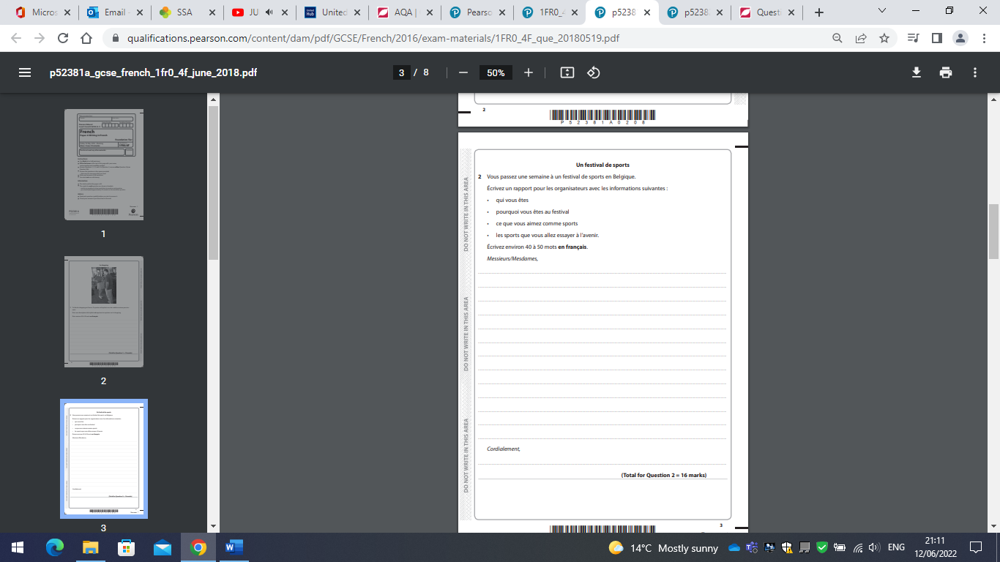 Micros
Email -
SSA
JU
United
AQA |
Pearso
1FR0_4
p5238
p5238
Questi
qualifications.pearson.com/content/dam/pdf/GCSE/French/2016/exam-materials/1FR0_4F_que_20180519.pdf
p52381a_gcse_french_1fr0_4f_june_2018.pdf
3 / 8
50%
1
2
3
2
P 5 2 3 8 1 A 0 2 0 8
Un festival de sports
2 Vous passez une semaine à un festival de sports en Belgique.
Écrivez un rapport pour les organisateurs avec les informations suivantes :
• qui vous êtes
• pourquoi vous êtes au festival
• ce que vous aimez comme sports
• les sports que vous allez essayer à l'avenir.
Écrivez environ 40 à 50 mots en français.
Messieurs/Mesdames,
Cordialement,
(Total for Question 2 = 16 marks)
3
DO NOT WRITE IN THIS AREA
DO NOT WRITE IN THIS AREA
DO NOT WRITE IN THIS AREA
14°C Mostly sunny
ENG
21:11
12/06/2022